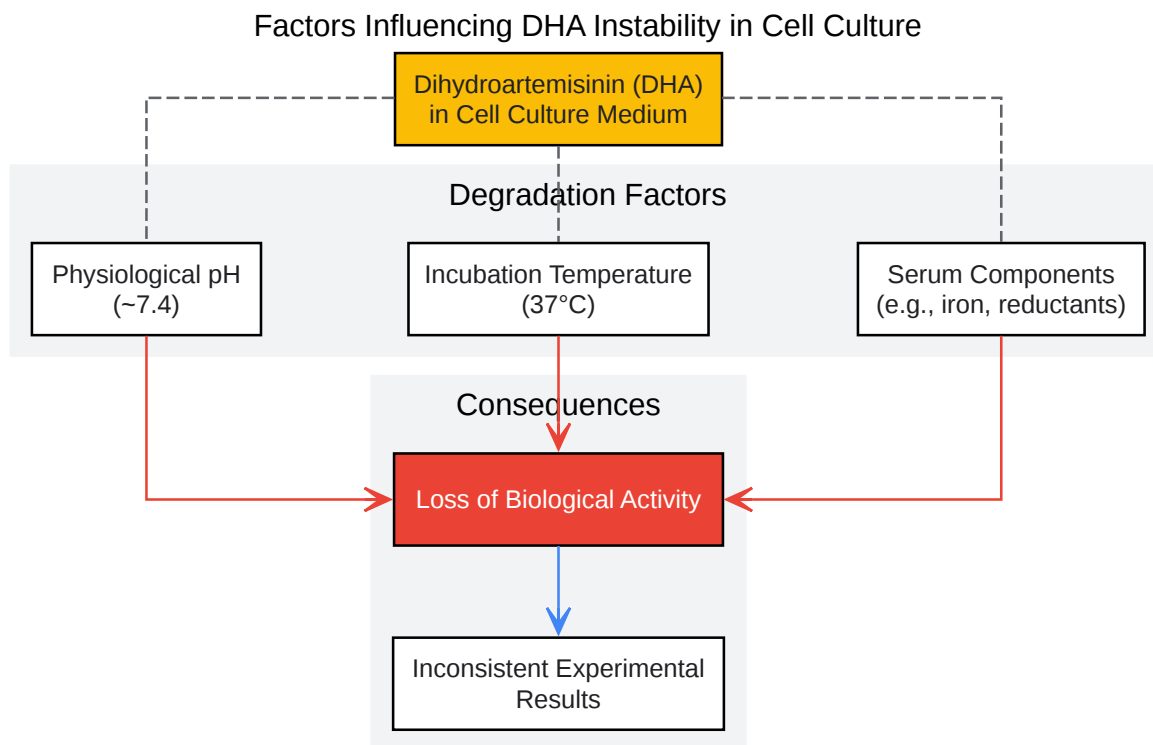 Factors Influencing DHA Instability in Cell Culture
Dihydroartemisinin (DHA)
in Cell Culture Medium
Degradation Factors
Physiological pH
(~7.4)
Incubation Temperature
(37°C)
Serum Components
(e.g., iron, reductants)
Consequences
Loss of Biological Activity
Inconsistent Experimental
Results